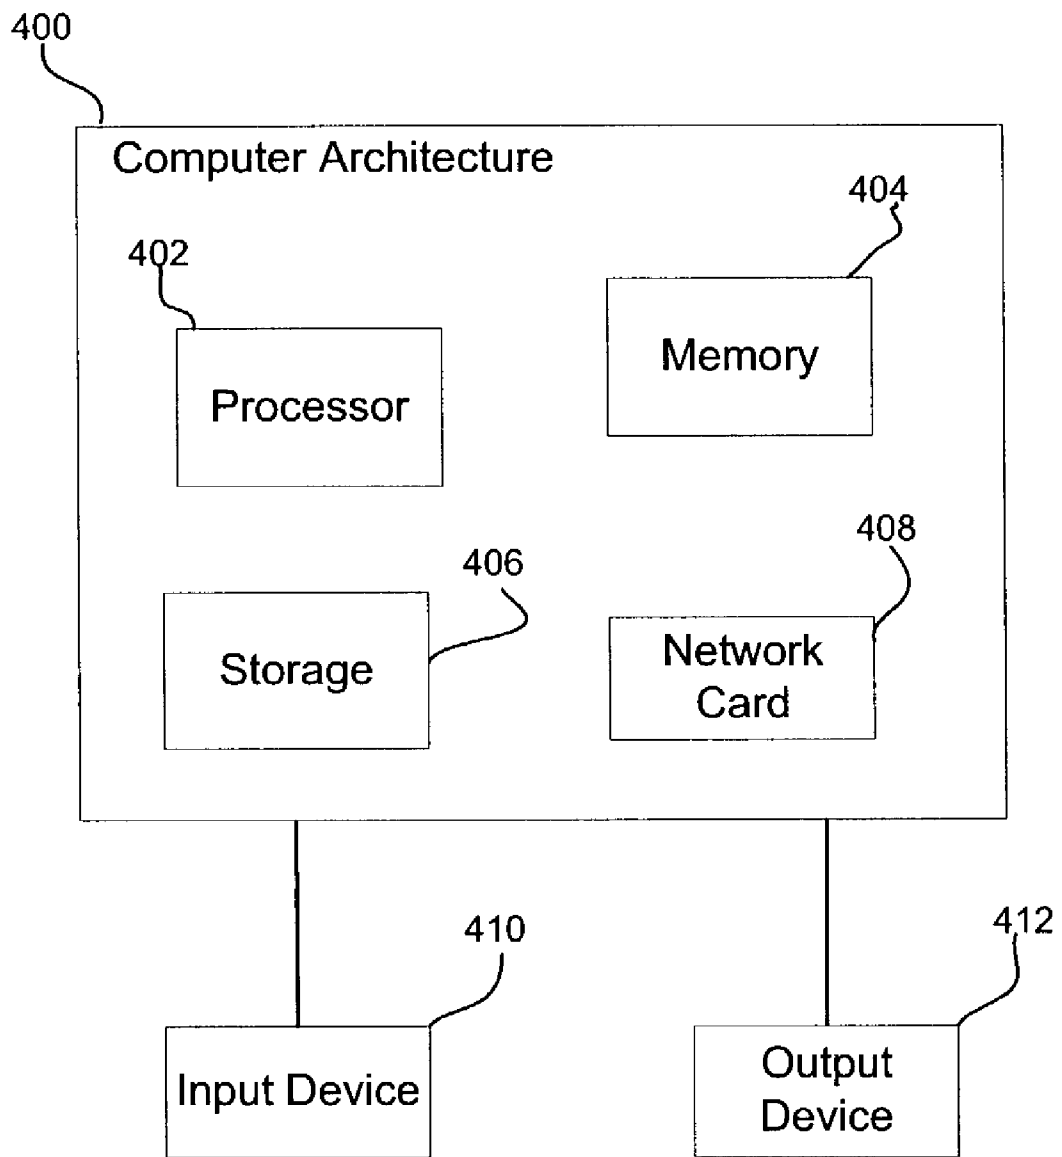 400
Computer Architecture
404
402
Memory
Processor
408
406
Network
Card
Storage
410
412
Input Device
Output
Device